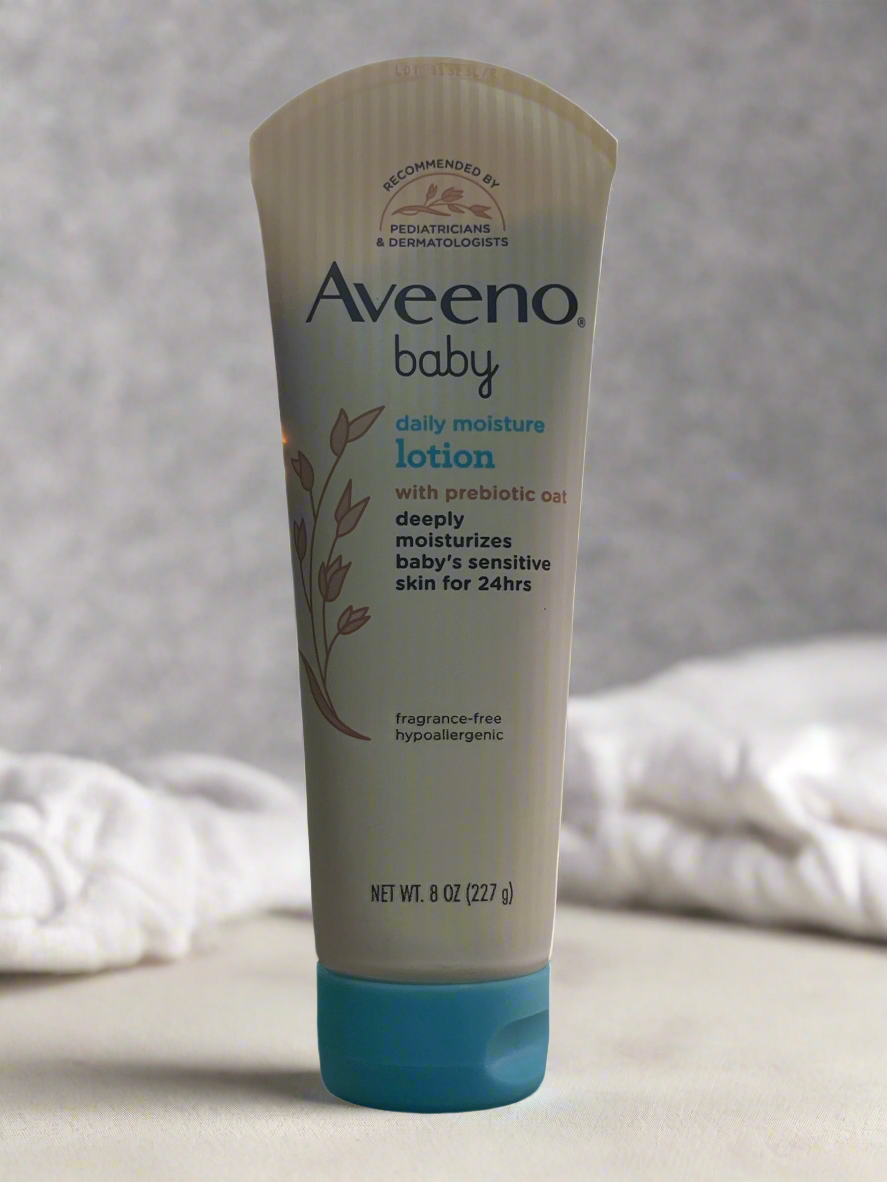 RECOMMENDED BY
PEDIATRICIANS
& DERMATOLOGISTS
Aveeno®
baby
daily moisture
lotion
with prebiotic oat
deeply
moisturizes
baby's sensitive
skin for 24hrs
fragrance-free
hypoallergenic
NET WT. 8 OZ (227 g)